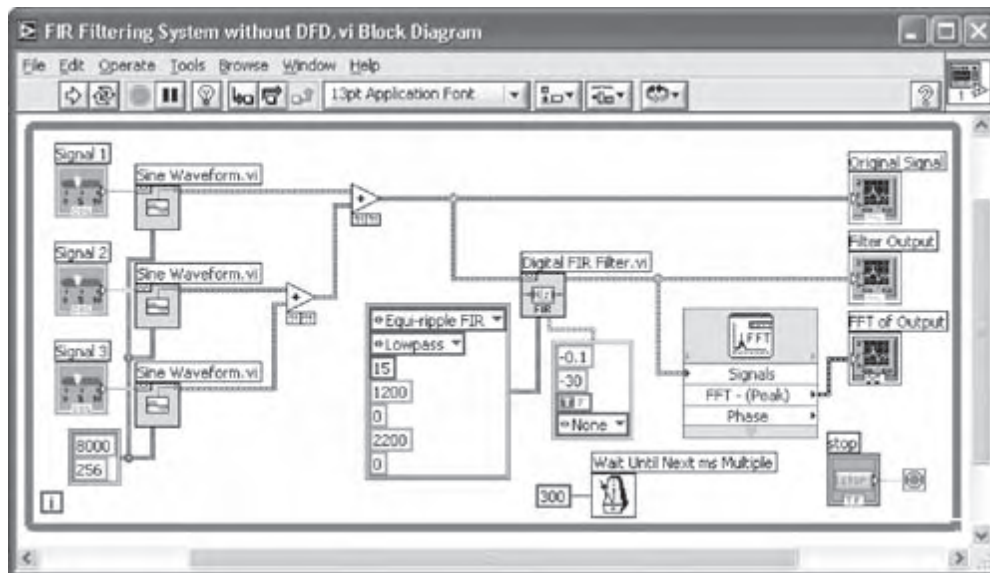 FIR Filtering System without DFD.vi Block Diagram
File Edit Operate Tools Browse Window Help
13pt Application Font
Signal 1
Sine Waveform.vi
Original Signal
Signal 2
Sine Waveform.vi
Digital FIR Filter.vi
Filter Output
FIR
Equi-ripple FIR
Lowpass
15
1200
0
2200
0
-0.1
-30
None
FFT
Signals
FFT - (Peak)
Phase
FFT of Output
Signal 3
Sine Waveform.vi
8000
256
i
Wait Until Next ms Multiple
300
stop
STOP
TF